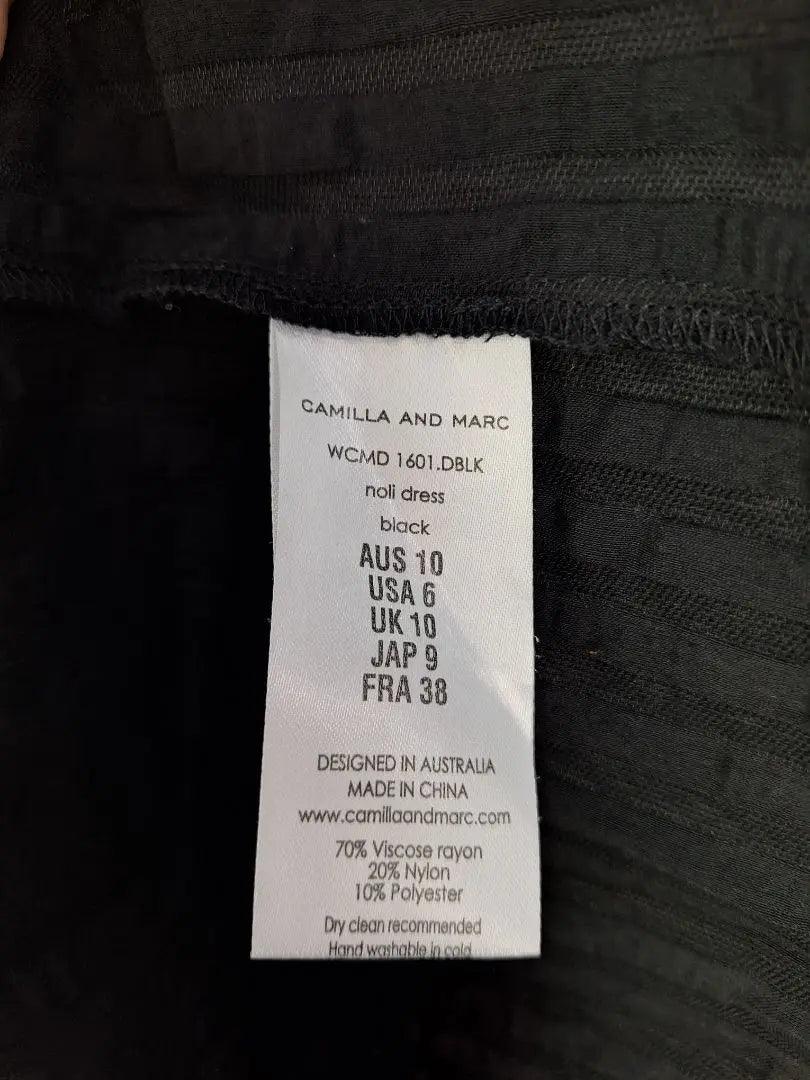 CAMILLA AND MARC
WCMD 1601.DBLK
noli dress
black
AUS 10
USA 6
UK 10
JAP 9
FRA 38
DESIGNED IN AUSTRALIA
MADE IN CHINA
www.camillaandmarc.com
70% Viscose rayon
20% Nylon
10% Polyester
Dry clean recommended
Hand washable in cold